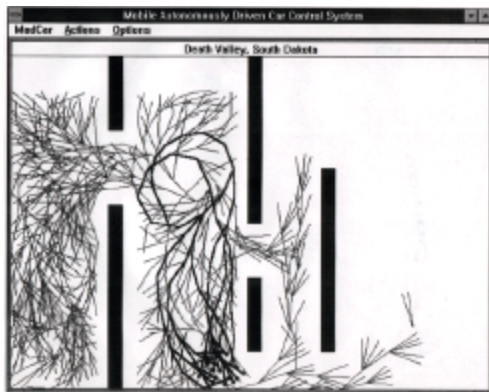 Mobile Autonomously Driven Car Control System
MadCar Actions Options
Death Valley, South Dakota